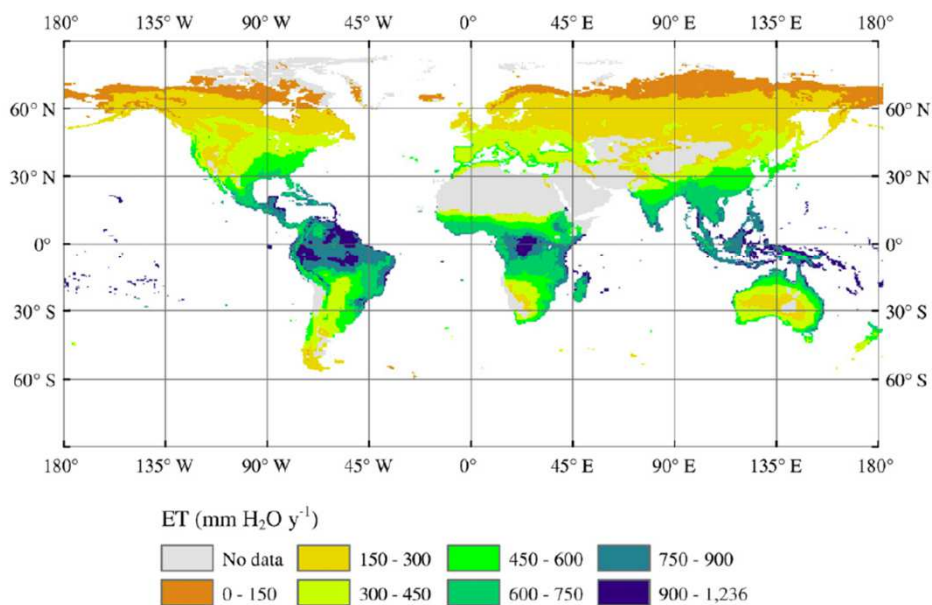 180° 135° W 90° W 45° W 0° 45° E 90° E 135° E 180°
60° N 60° N
30° N 30° N
0° 0°
30° S 30° S
60° S 60° S
180° 135° W 90° W 45° W 0° 45° E 90° E 135° E 180°
ET (mm H₂O y⁻¹)
No data 150 - 300 450 - 600 750 - 900
0 - 150 300 - 450 600 - 750 900 - 1,236